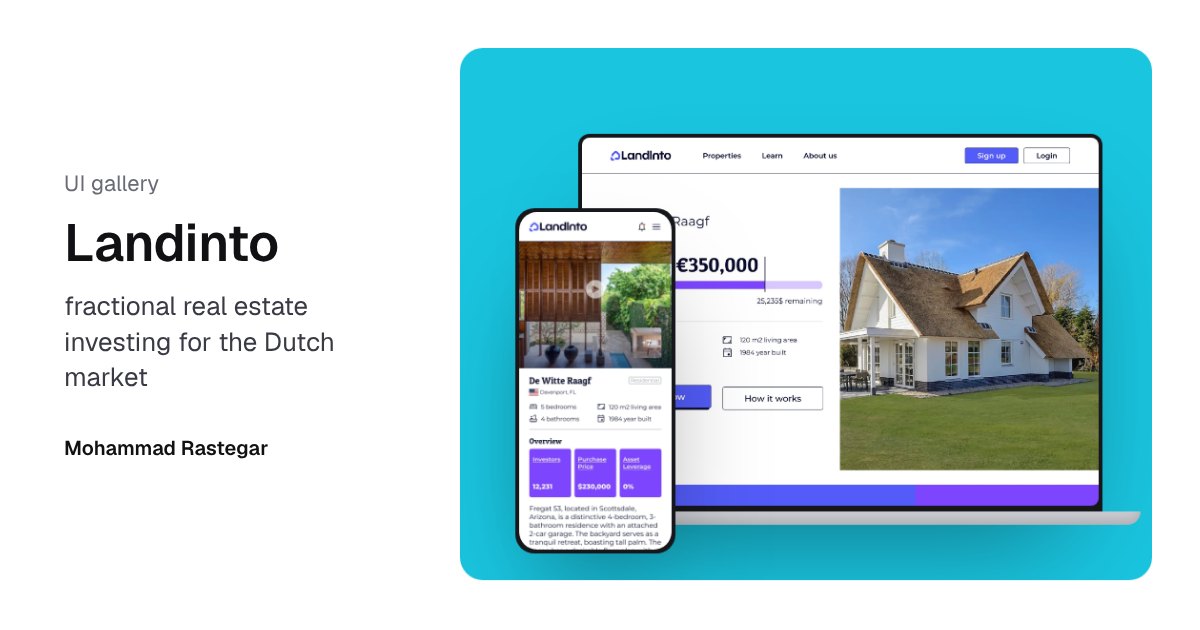 UI gallery
Landinto
fractional real estate
investing for the Dutch
market
Mohammad Rastegar
Landinto
Properties
Learn
About us
Sign up
Login
Raagf
€350,000
25,235$ remaining
120 m2 living area
1984 year built
ow
How it works
Landinto
+7
De Witte Raagf
Residential
Davenport, FL
5 bedrooms
120 m2 living area
4 bathrooms
1984 year built
Overview
Investors
12,231
Purchase
Price
$230,000
Asset
Leverage
0%
Fregat 53, located in Scottsdale,
Arizona, is a distinctive 4-bedroom, 3-
bathroom residence with an attached
2-car garage. The backyard serves as a
tranquil retreat, boasting tall palm. The